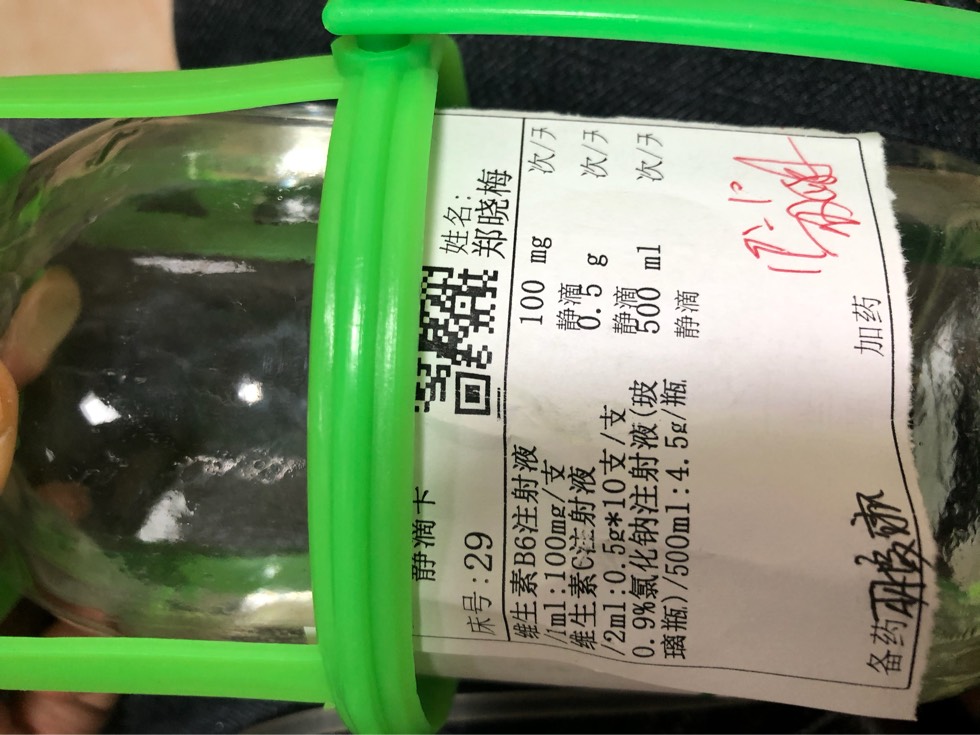 静滴卡
床号:29
姓名:
郑晓梅
维生素B6注射液 100 mg 次/天
/1ml:100mg/支 静滴
维生素C注射液 0.5 g 次/天
/2ml:0.5g*10支/支 静滴
0.9%氯化钠注射液(玻 500 ml 次/天
璃瓶)/500ml:4.5g/瓶 静滴
备药 加药